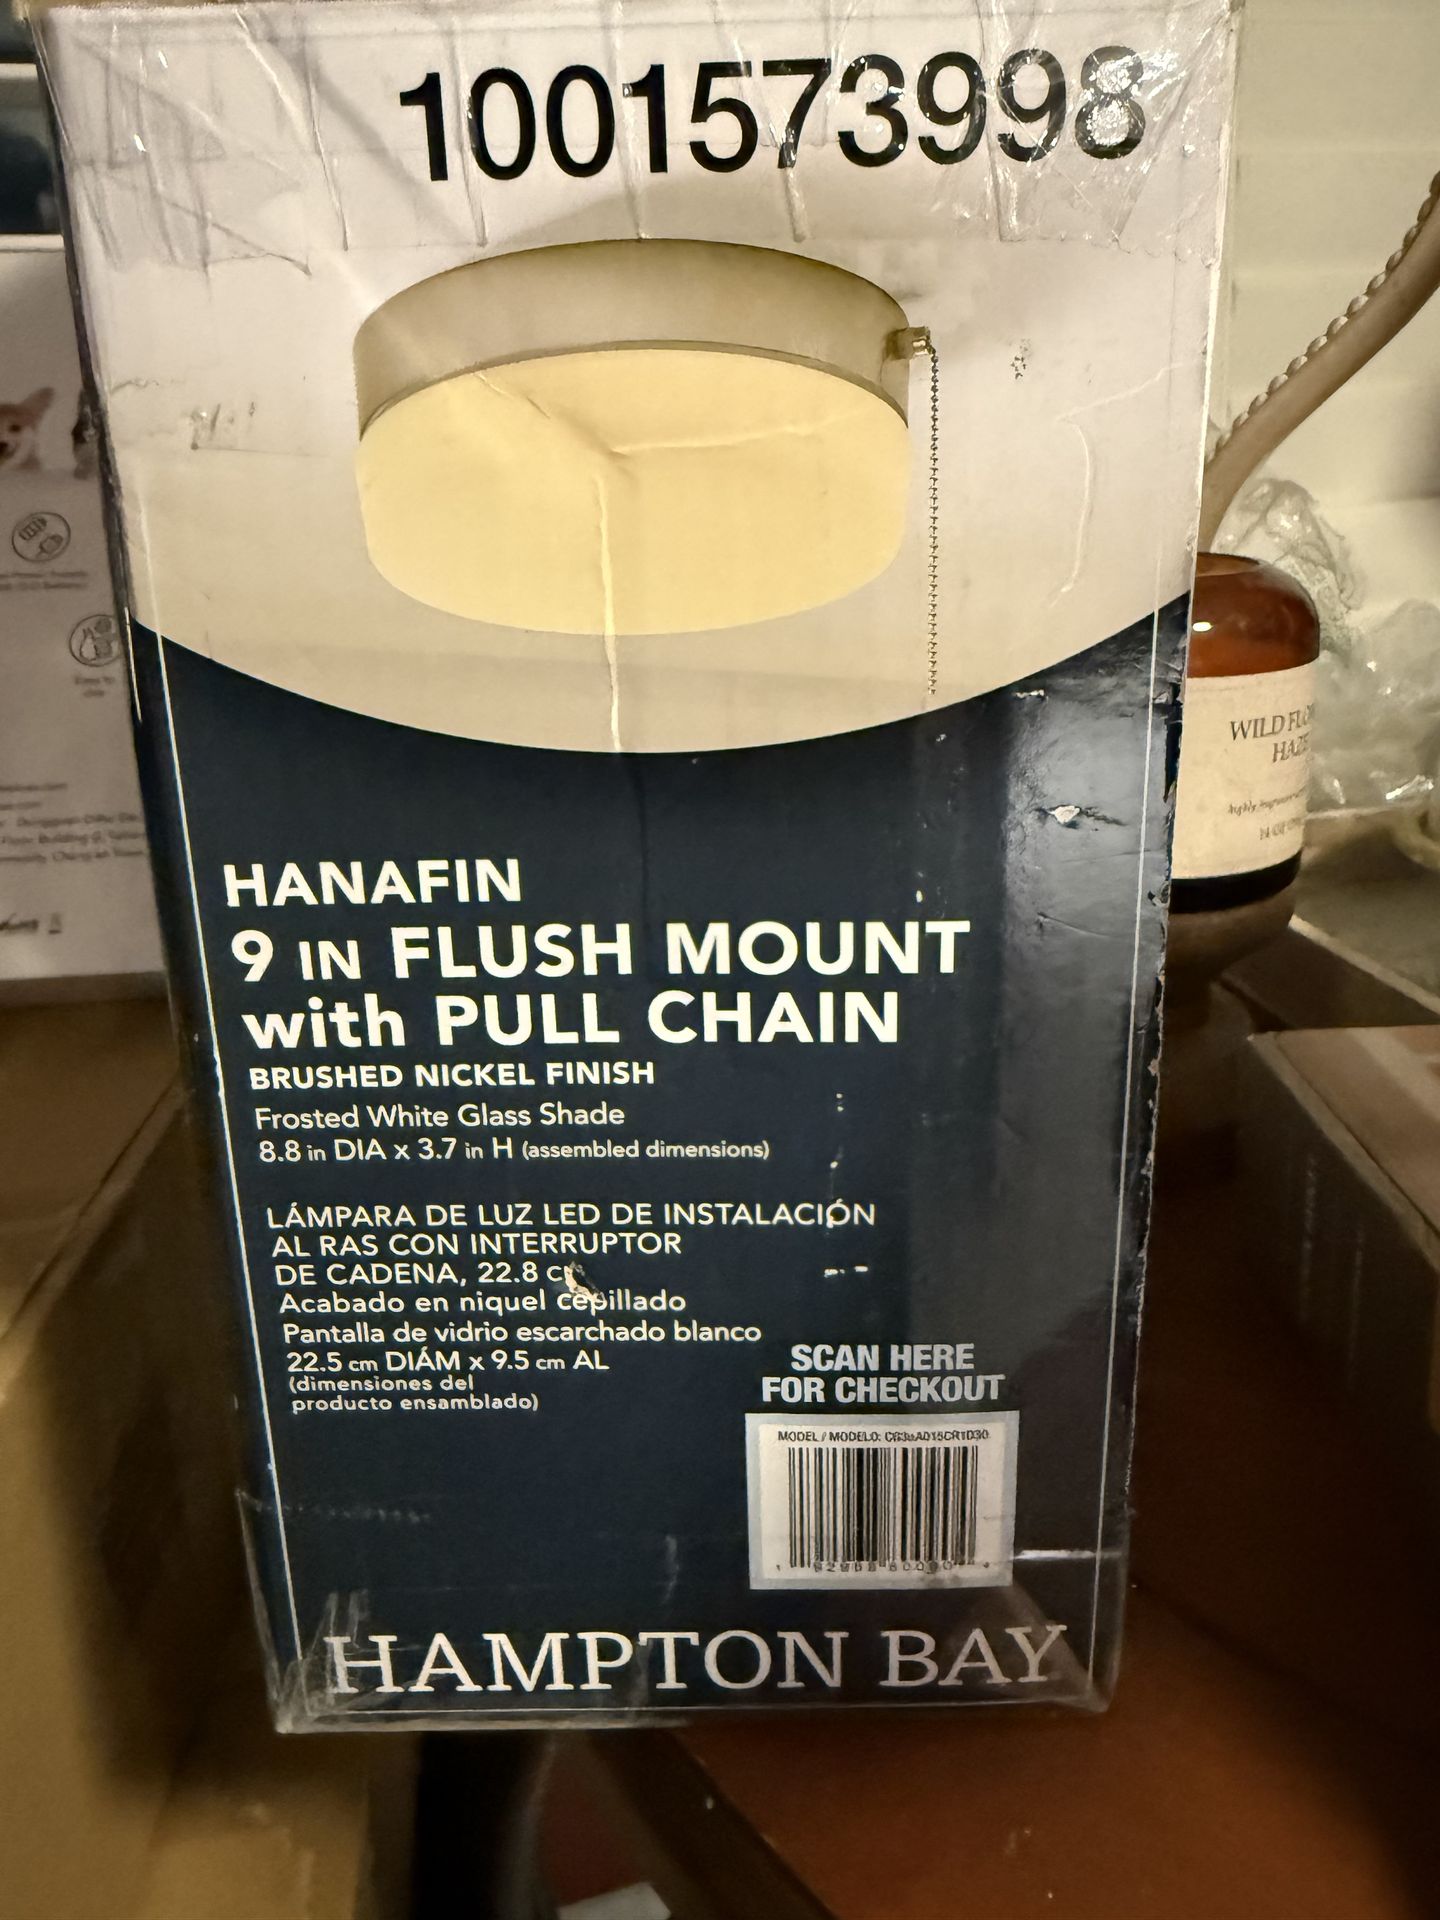 1001573998
HANAFIN
9 IN FLUSH MOUNT
with PULL CHAIN
BRUSHED NICKEL FINISH
Frosted White Glass Shade
8.8 in DIA x 3.7 in H (assembled dimensions)
LÁMPARA DE LUZ LED DE INSTALACIÓN
AL RAS CON INTERRUPTOR
DE CADENA, 22.8
Acabado en niquel cepillado
Pantalla de vidrio escarchado blanco
22.5 cm DIÁM x 9.5 cm AL
(dimensiones del
producto ensamblado)
SCAN HERE
FOR CHECKOUT
MODEL / MODELO:
HAMPTON BAY
WILD